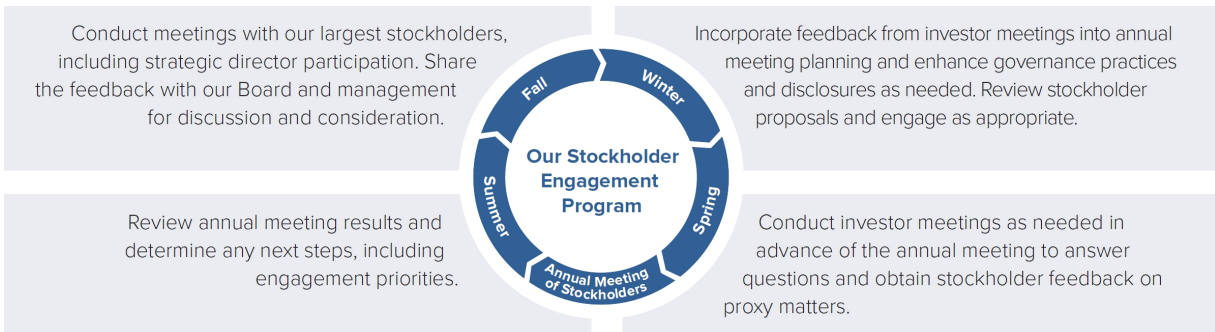 Conduct meetings with our largest stockholders,
including strategic director participation. Share
the feedback with our Board and management
for discussion and consideration.
Incorporate feedback from investor meetings into annual
meeting planning and enhance governance practices
and disclosures as needed. Review stockholder
proposals and engage as appropriate.
Fall
Winter
Our Stockholder
Engagement
Program
Summer
Spring
Annual Meeting
of Stockholders
Review annual meeting results and
determine any next steps, including
engagement priorities.
Conduct investor meetings as needed in
advance of the annual meeting to answer
questions and obtain stockholder feedback on
proxy matters.